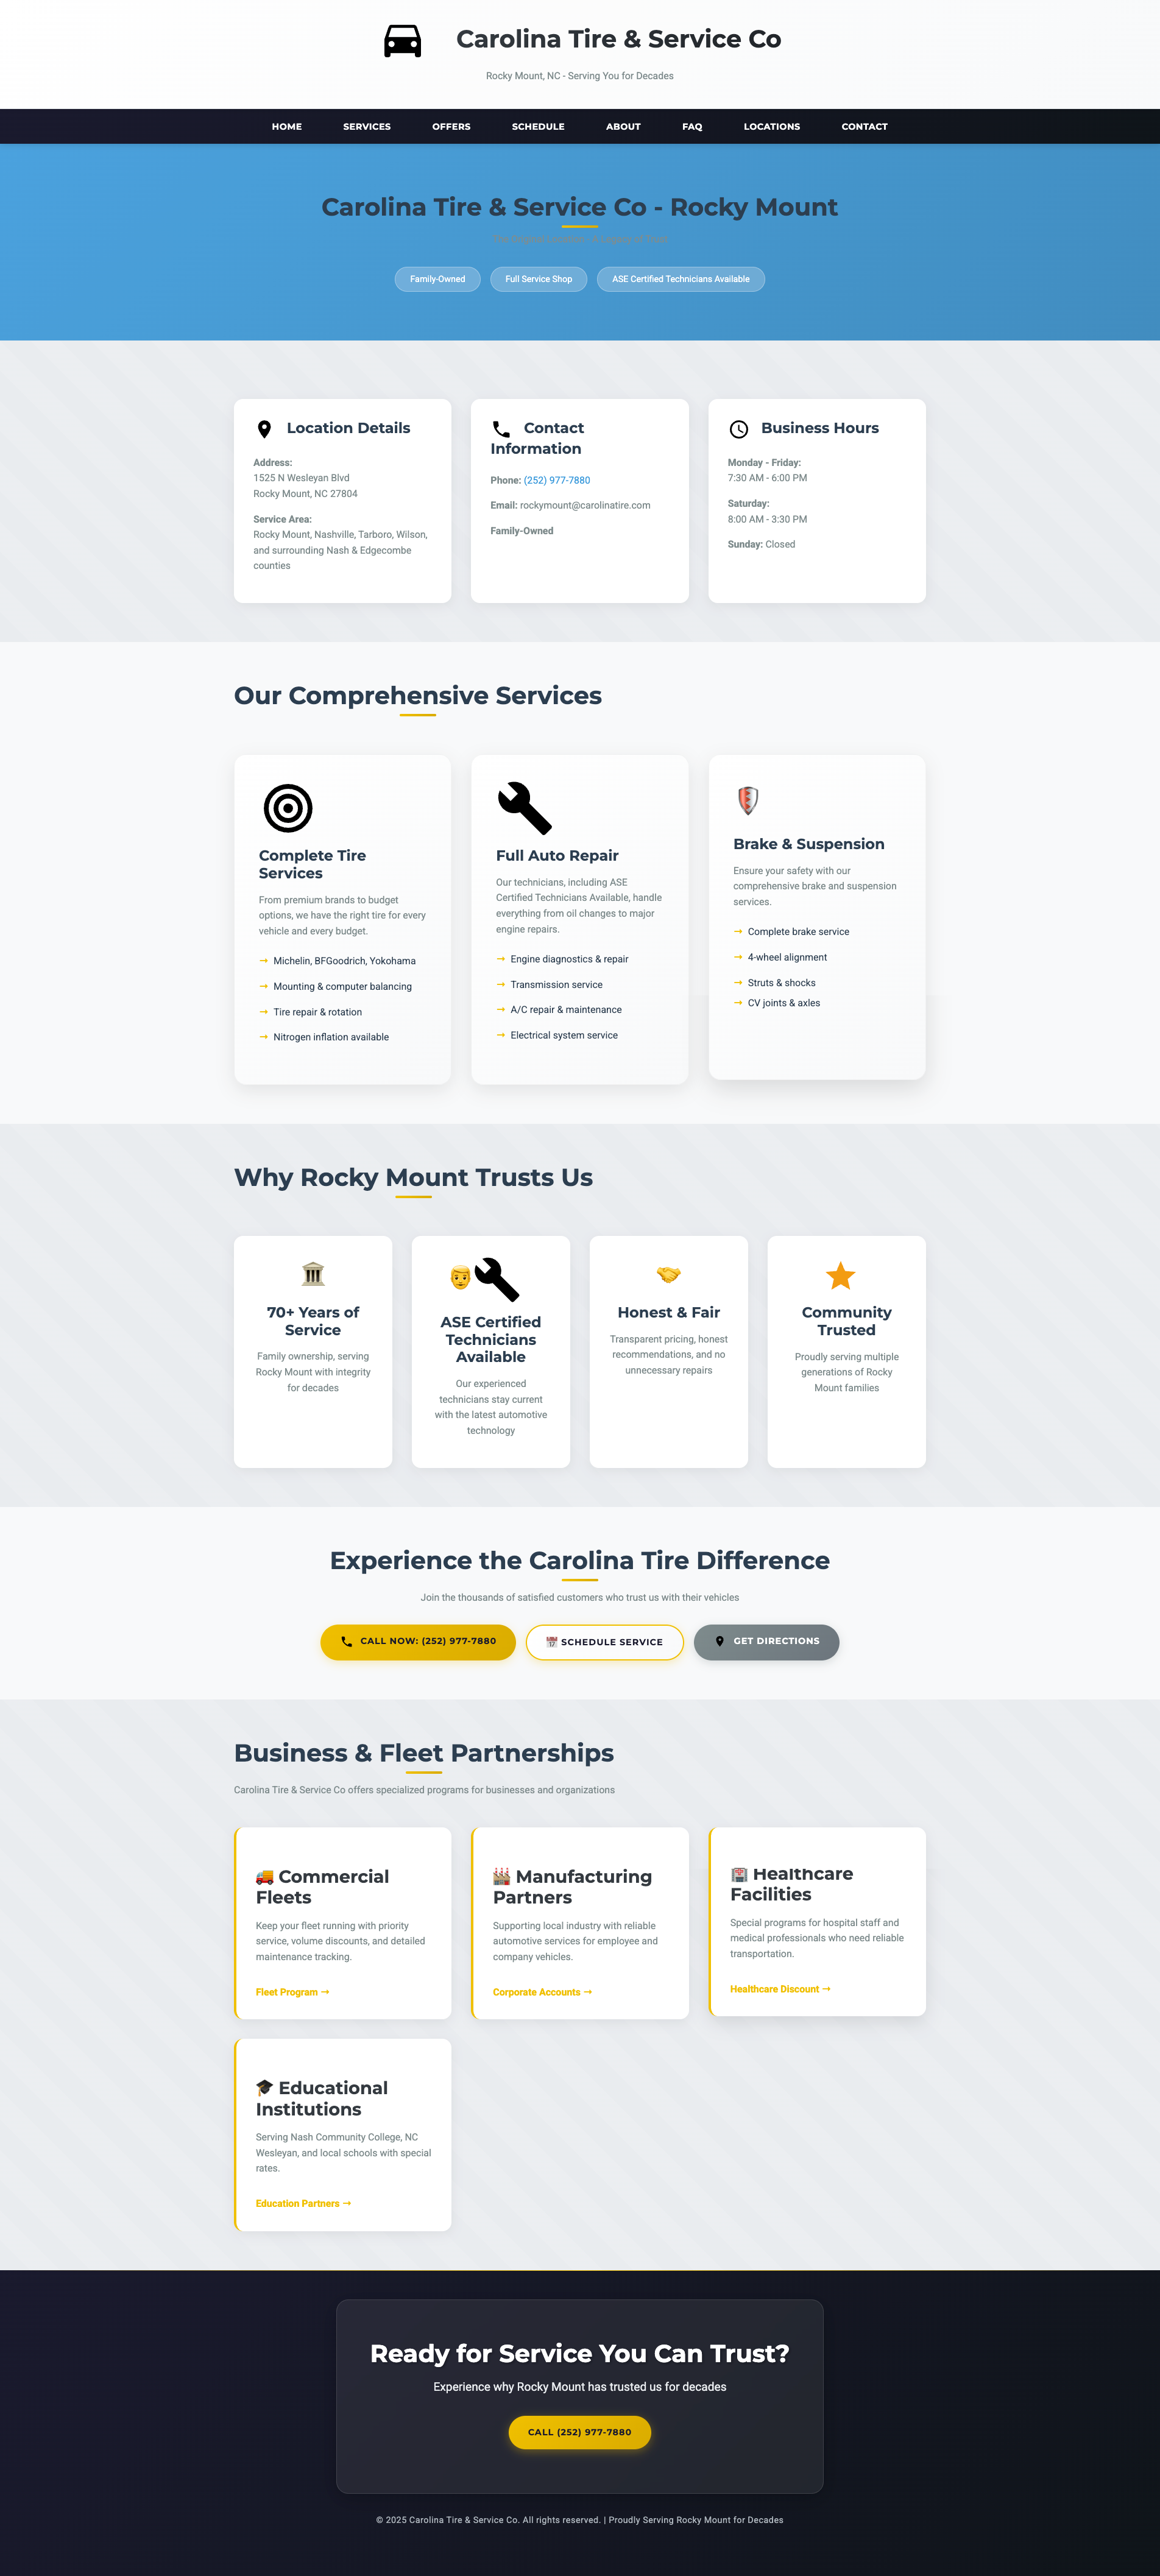 Carolina Tire & Service Co
Rocky Mount, NC - Serving You for Decades
HOME SERVICES OFFERS SCHEDULE ABOUT FAQ LOCATIONS CONTACT
Carolina Tire & Service Co - Rocky Mount
Family-Owned
Full Service Shop
ASE Certified Technicians Available
Location Details
Address:
1525 N Wesleyan Blvd
Rocky Mount, NC 27804
Service Area:
Rocky Mount, Nashville, Tarboro, Wilson,
and surrounding Nash & Edgecombe
counties
Contact
Information
Phone: (252) 977-7880
Email: rockymount@carolinatire.com
Family-Owned
Business Hours
Monday - Friday:
7:30 AM - 6:00 PM
Saturday:
8:00 AM - 3:30 PM
Sunday: Closed
Our Comprehensive Services
Complete Tire
Services
From premium brands to budget
options, we have the right tire for every
vehicle and every budget.
→ Michelin, BFGoodrich, Yokohama
→ Mounting & computer balancing
→ Tire repair & rotation
→ Nitrogen inflation available
Full Auto Repair
Our technicians, including ASE
Certified Technicians Available, handle
everything from oil changes to major
engine repairs.
→ Engine diagnostics & repair
→ Transmission service
→ A/C repair & maintenance
→ Electrical system service
Brake & Suspension
Ensure your safety with our
comprehensive brake and suspension
services.
→ Complete brake service
→ 4-wheel alignment
→ Struts & shocks
→ CV joints & axles
Why Rocky Mount Trusts Us
70+ Years of
Service
Family ownership, serving
Rocky Mount with integrity
for decades
ASE Certified
Technicians
Available
Our experienced
technicians stay current
with the latest automotive
technology
Honest & Fair
Transparent pricing, honest
recommendations, and no
unnecessary repairs
Community
Trusted
Proudly serving multiple
generations of Rocky
Mount families
Experience the Carolina Tire Difference
Join the thousands of satisfied customers who trust us with their vehicles
CALL NOW: (252) 977-7880
SCHEDULE SERVICE
GET DIRECTIONS
Business & Fleet Partnerships
Carolina Tire & Service Co offers specialized programs for businesses and organizations
Commercial
Fleets
Keep your fleet running with priority
service, volume discounts, and detailed
maintenance tracking.
Fleet Program →
Manufacturing
Partners
Supporting local industry with reliable
automotive services for employee and
company vehicles.
Corporate Accounts →
Healthcare
Facilities
Special programs for hospital staff and
medical professionals who need reliable
transportation.
Healthcare Discount →
Educational
Institutions
Serving Nash Community College, NC
Wesleyan, and local schools with special
rates.
Education Partners →
Ready for Service You Can Trust?
Experience why Rocky Mount has trusted us for decades
CALL (252) 977-7880
© 2025 Carolina Tire & Service Co. All rights reserved. | Proudly Serving Rocky Mount for Decades